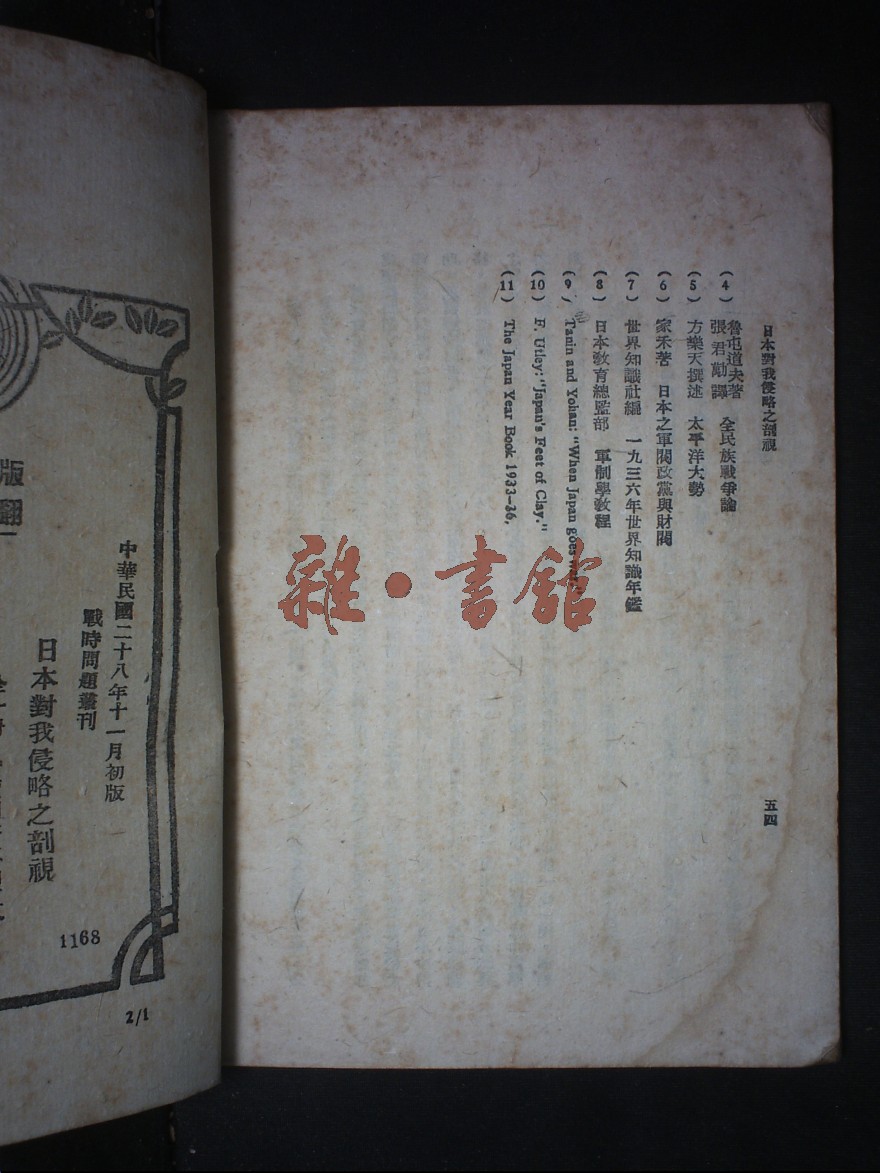 日本對我侵略之剖視
五四
(4) 魯屯道夫著
張君勱譯 全民族戰爭論
(5) 方樂天撰述 太平洋大勢
(6) 家禾著 日本之軍閥政黨與財閥
(7) 世界知識社編 一九三六年世界知識年鑑
(8) 日本敎育總監部 軍制學敎程
(9) Tanin and Yohan: "When Japan goes
(10) F. Utley: "Japan's Feet of Clay."
(11) The Japan Year Book 1933-36.
雜•書館
中華民國二十八年十一月初版
戰時問題叢刊
日本對我侵略之剖視
1168
版翻
2/1